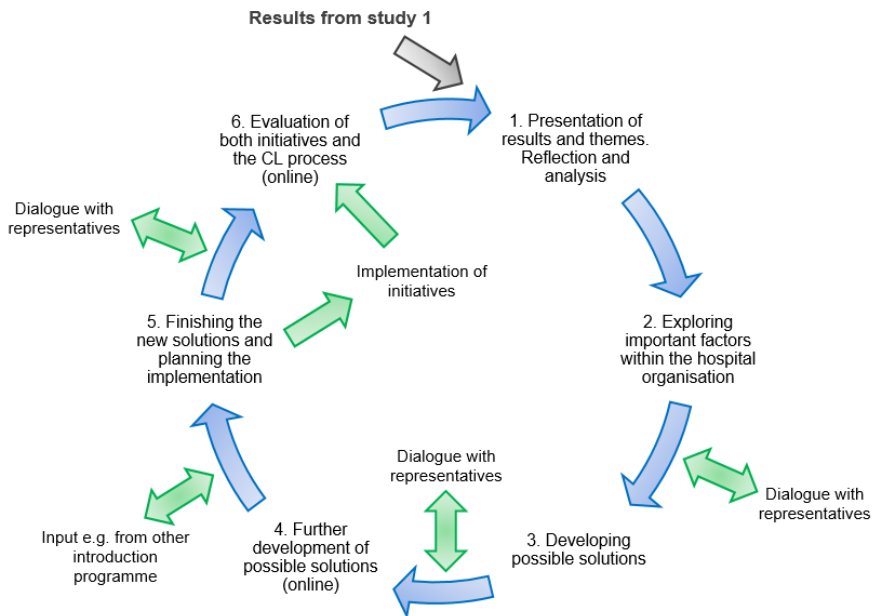 Results from study 1
1. Presentation of
results and themes.
Reflection and
analysis
2. Exploring
important factors
within the hospital
organisation
Dialogue with
representatives
3. Developing
possible solutions
Dialogue with
representatives
4. Further
development of
possible solutions
(online)
Input e.g. from other
introduction
programme
5. Finishing the
new solutions and
planning the
implementation
Implementation of
initiatives
Dialogue with
representatives
6. Evaluation of
both initiatives and
the CL process
(online)